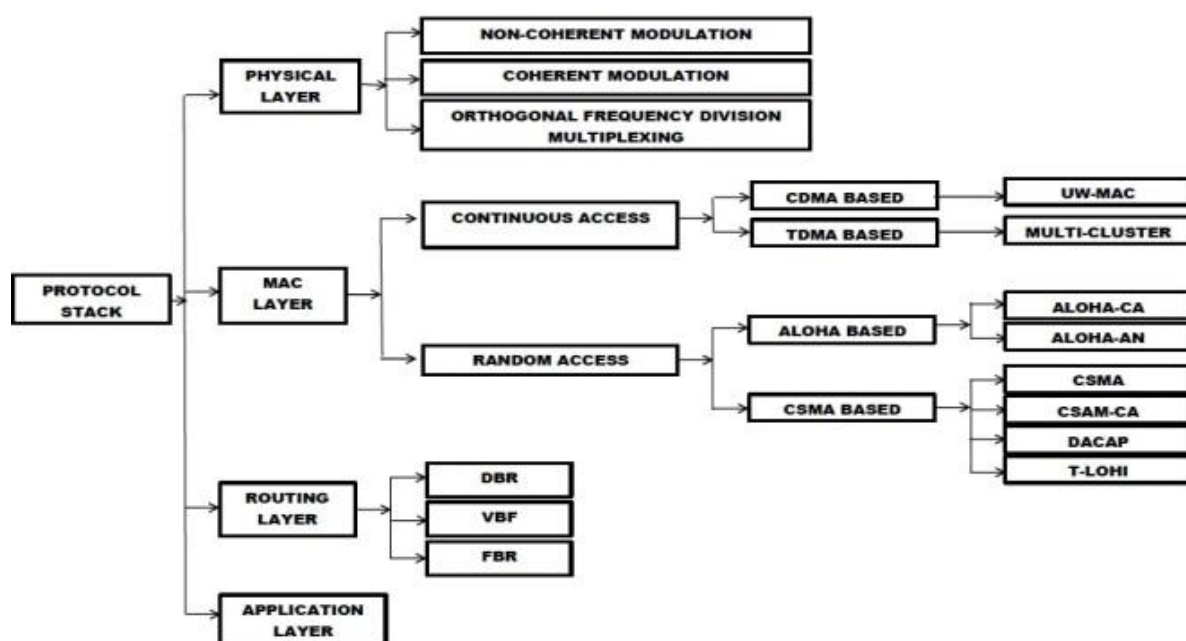 NON-COHERENT MODULATION
PHYSICAL
LAYER
COHERENT MODULATION
ORTHOGONAL FREQUENCY DIVISION
MULTIPLEXING
CONTINUOUS ACCESS
CDMA BASED
UW-MAC
TDMA BASED
MULTI-CLUSTER
PROTOCOL
STACK
MAC
LAYER
RANDOM ACCESS
ALOHA BASED
ALOHA-CA
ALOHA-AN
CSMA BASED
CSMA
CSAM-CA
DACAP
T-LOHI
ROUTING
LAYER
DBR
VBF
FBR
APPLICATION
LAYER